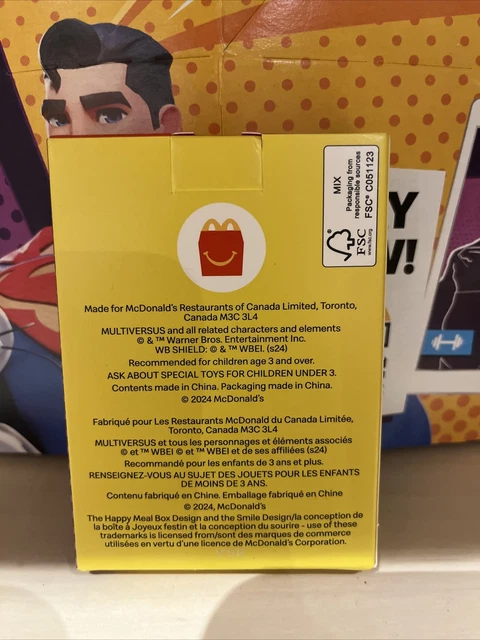 MIX
Packaging from
responsible sources
FSC® C051123
FSC
www.fsc.org
Y
!
Made for McDonald's Restaurants of Canada Limited, Toronto,
Canada M3C 3L4
MULTIVERSUS and all related characters and elements
© & ™ Warner Bros. Entertainment Inc.
WB SHIELD: © & ™ WBEI. (s24)
Recommended for children age 3 and over.
ASK ABOUT SPECIAL TOYS FOR CHILDREN UNDER 3.
Contents made in China. Packaging made in China.
© 2024 McDonald's
Fabriqué pour Les Restaurants McDonald du Canada Limitée,
Toronto, Canada M3C 3L4
MULTIVERSUS et tous les personnages et éléments associés
© et ™ WBEI © et ™ WBEI et de ses affiliées (s24)
Recommandé pour les enfants de 3 ans et plus.
RENSEIGNEZ-VOUS AU SUJET DES JOUETS POUR LES ENFANTS
DE MOINS DE 3 ANS.
Contenu fabriqué en Chine. Emballage fabriqué en Chine
© 2024, McDonald's
The Happy Meal Box Design and the Smile Design/la conception de
la boîte à Joyeux festin et la conception du sourire - use of these
trademarks is licensed from/sont des marques de commerce
utilisées en vertu d'une licence de McDonald's Corporation.